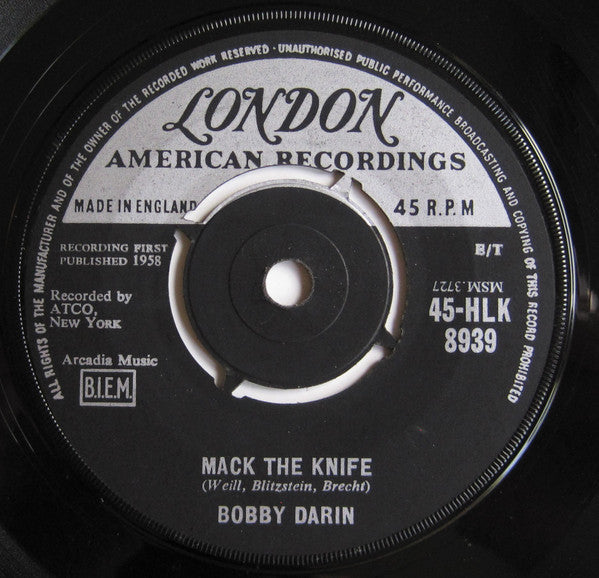 ALL RIGHTS OF THE MANUFACTURER AND OF THE OWNER OF THE RECORDED WORK RESERVED · UNAUTHORISED PUBLIC PERFORMANCE BROADCASTING AND COPYING OF THIS RECORD PROHIBITED
LONDON
AMERICAN RECORDINGS
MADE IN ENGLAND
45 R.P.M
RECORDING FIRST
PUBLISHED 1958
E/T
MSM.3727
Recorded by
ATCO,
NEW YORK
45-HLK
8939
Arcadia Music
B.I.E.M.
MACK THE KNIFE
(Weill, Blitzstein, Brecht)
BOBBY DARIN